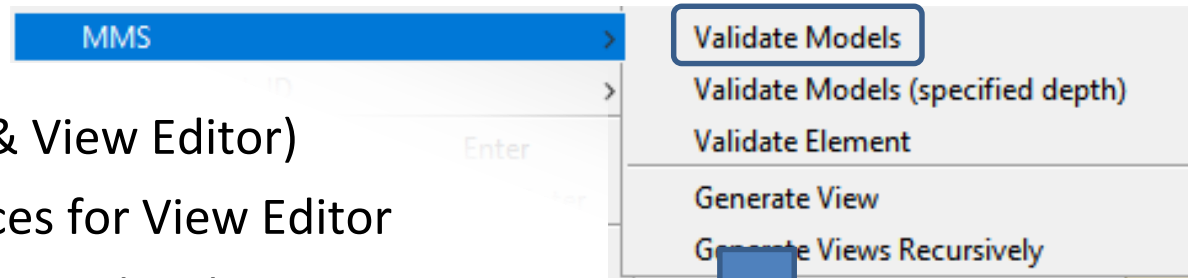 MMS
Validate Models
Validate Models (specified depth)
& View Editor)
Enter
Validate Element
ces for View Editor
Generate View
Generate Views Recursively